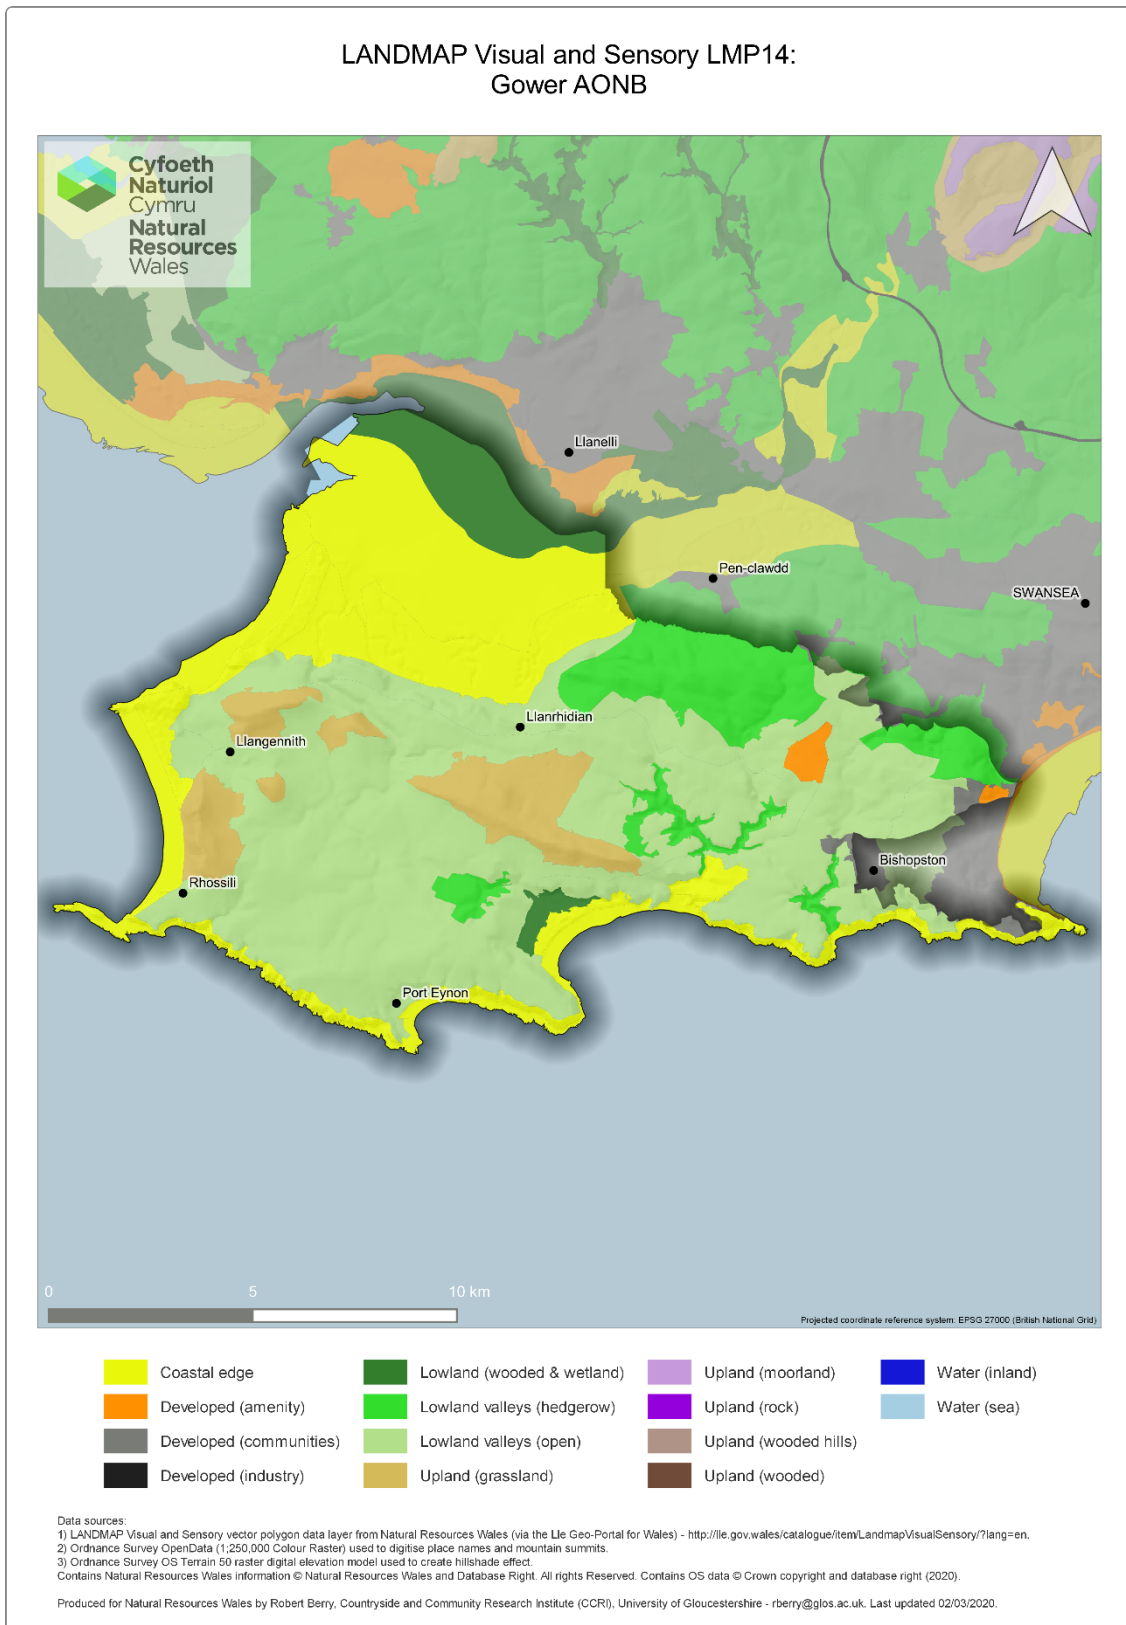 LANDMAP Visual and Sensory LMP14:
Gower AONB
Cyfoeth
Naturiol
Cymru
Natural
Resources
Wales
Llanelli
Pen-clawdd
SWANSEA
Llanrhidian
Llangennith
Bishopston
Rhossili
Port Eynon
0 5 10 km
Projected coordinate reference system: EPSG 27000 (British National Grid)
Coastal edge
Developed (amenity)
Developed (communities)
Developed (industry)
Lowland (wooded & wetland)
Lowland valleys (hedgerow)
Lowland valleys (open)
Upland (grassland)
Upland (moorland)
Upland (rock)
Upland (wooded hills)
Upland (wooded)
Water (inland)
Water (sea)
Data sources:
1) LANDMAP Visual and Sensory vector polygon data layer from Natural Resources Wales (via the Lle Geo-Portal for Wales) - http://lle.gov.wales/catalogue/item/LandmapVisualSensory/?lang=en.
2) Ordnance Survey OpenData (1;250,000 Colour Raster) used to digitise place names and mountain summits.
3) Ordnance Survey OS Terrain 50 raster digital elevation model used to create hillshade effect.
Contains Natural Resources Wales information © Natural Resources Wales and Database Right. All rights Reserved. Contains OS data © Crown copyright and database right (2020).
Produced for Natural Resources Wales by Robert Berry, Countryside and Community Research Institute (CCRI), University of Gloucestershire - rberry@glos.ac.uk. Last updated 02/03/2020.